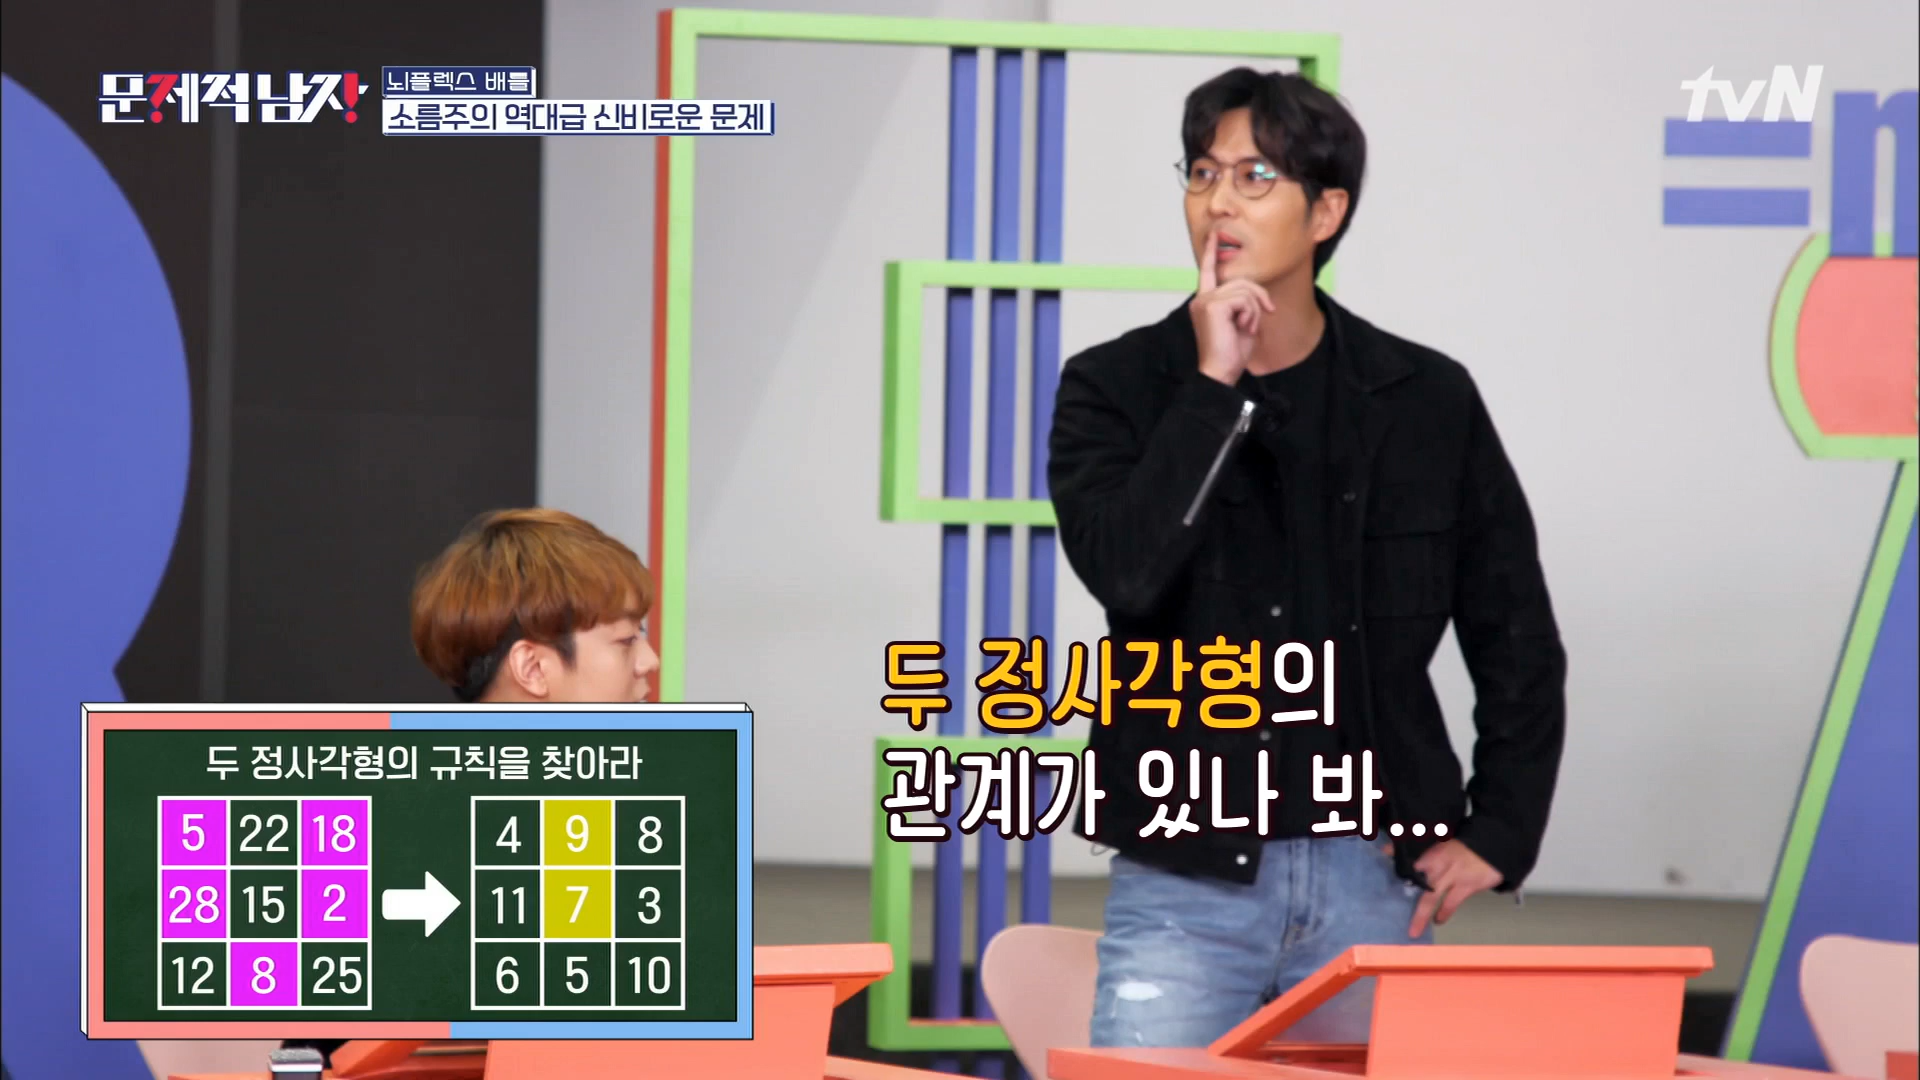 문제적 남자
뇌플렉스 배틀
소름주의 역대급 신비로운 문제
tvN
두 정사각형의
관계가 있나 봐...
두 정사각형의 규칙을 찾아라
5 22 18 4 9 8
28 15 2 11 7 3
12 8 25 6 5 10